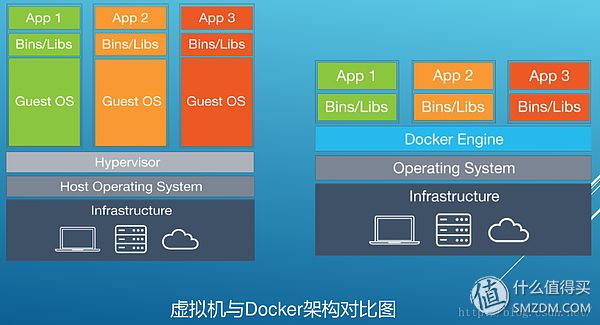 App 1
App 2
App 3
Bins/Libs
Bins/Libs
Bins/Libs
Guest OS
Guest OS
Guest OS
Hypervisor
Host Operating System
Infrastructure
App 1
App 2
App 3
Bins/Libs
Bins/Libs
Bins/Libs
Docker Engine
Operating System
Infrastructure
虚拟机与Docker架构对比图
值 什么值得买
SMZDM.COM